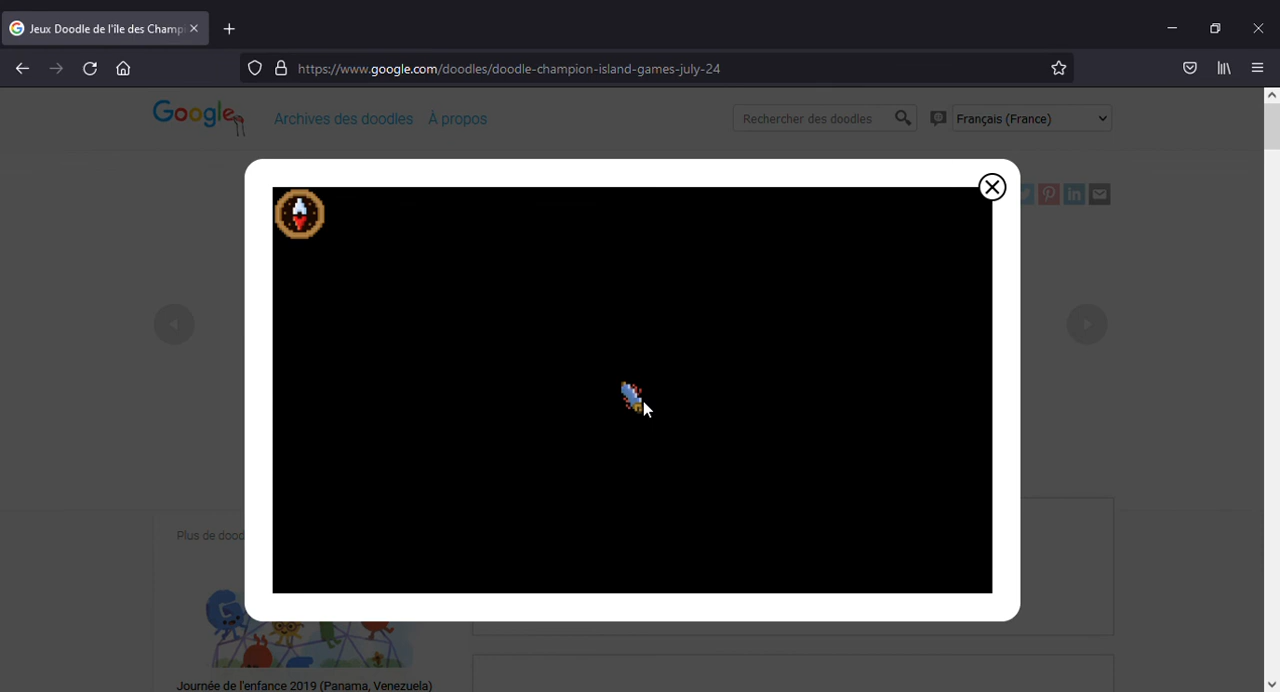 Jeux Doodle de l'île des Champi
https://www.google.com/doodles/doodle-champion-island-games-july-24
Google
Archives des doodles
À propos
Rechercher des doodles
Français (France)
Plus de dood
Journée de l'enfance 2019 (Panama, Venezuela)